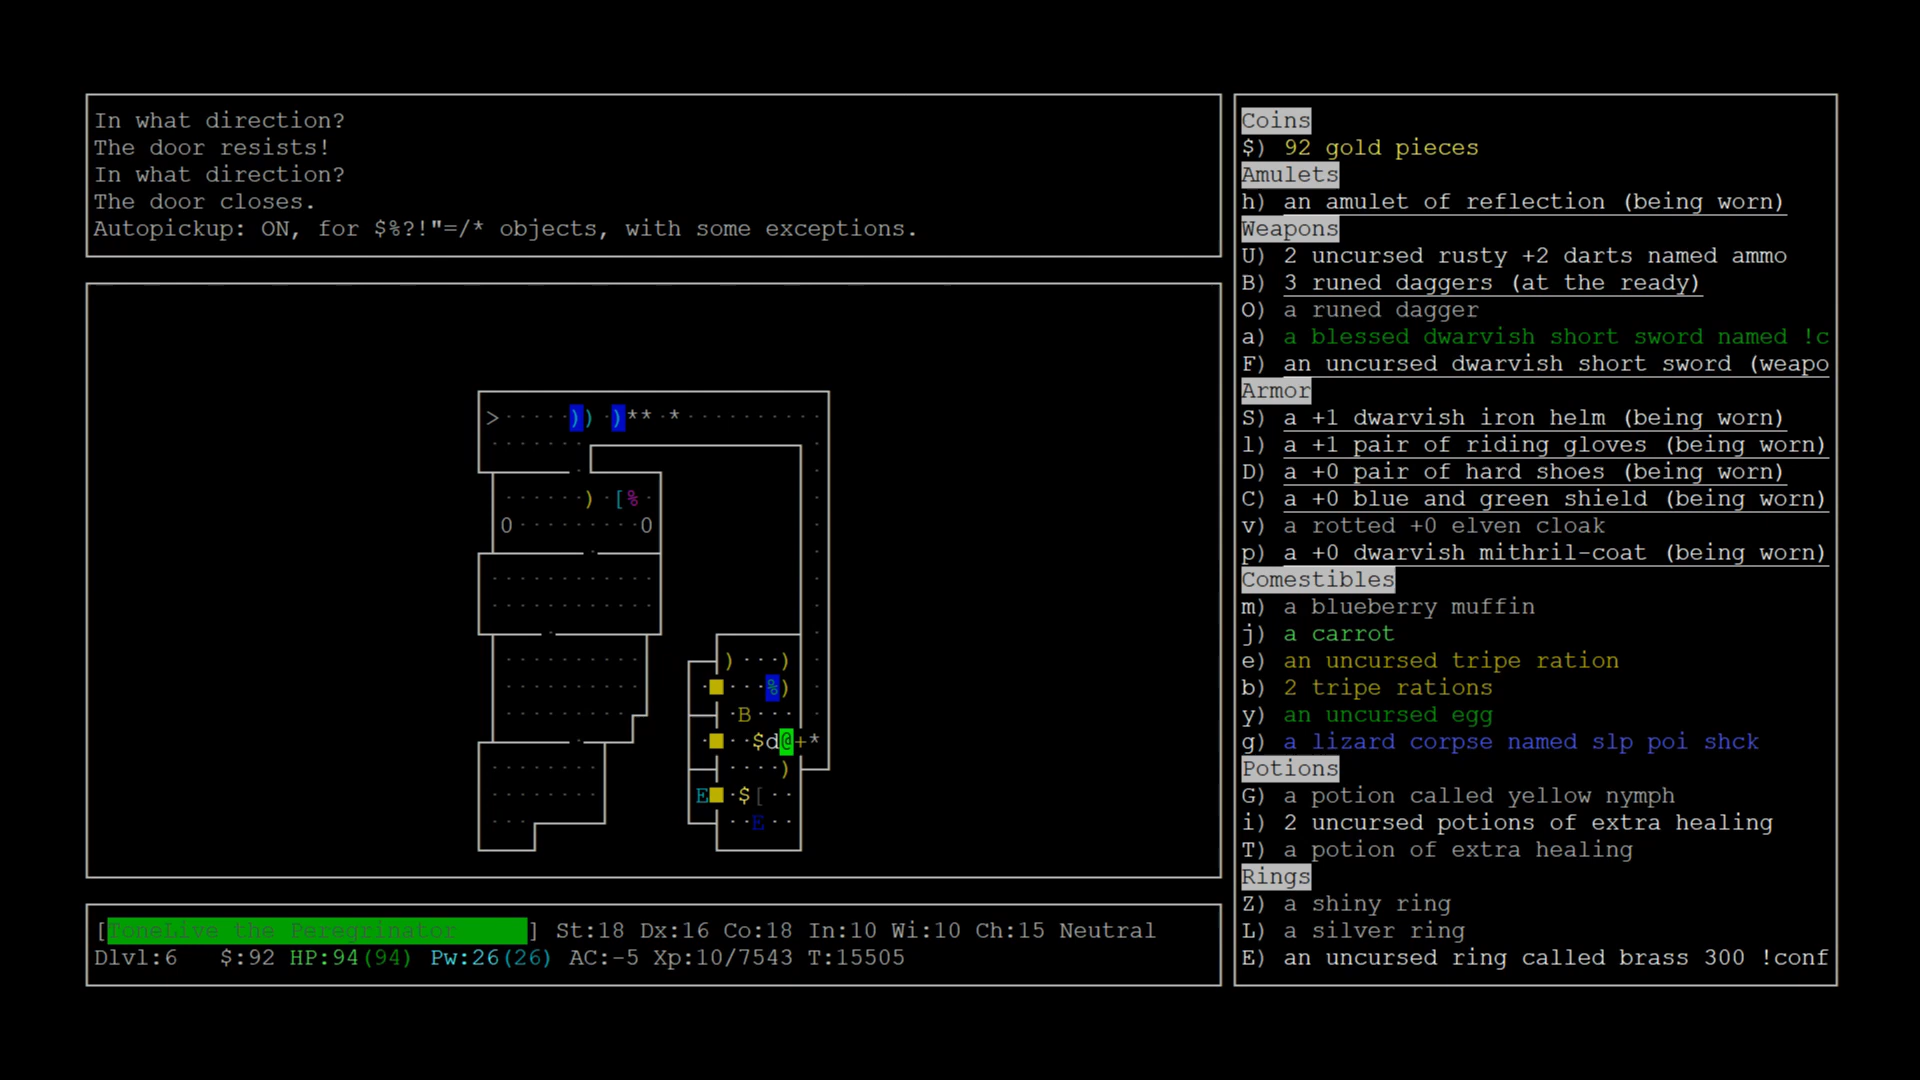 In what direction?
The door resists!
In what direction?
The door closes.
Autopickup: ON, for $%?!"=/* objects, with some exceptions.
>·····))·)**·*··········
······
······)·[%·
0·········0
)···)
····%)
·B···
···$d@+*
····)
E··$[··
··E··
[ToneLive the Peregrinator ] St:18 Dx:16 Co:18 In:10 Wi:10 Ch:15 Neutral
Dlvl:6 $:92 HP:94(94) Pw:26(26) AC:-5 Xp:10/7543 T:15505
Coins
$) 92 gold pieces
Amulets
h) an amulet of reflection (being worn)
Weapons
U) 2 uncursed rusty +2 darts named ammo
B) 3 runed daggers (at the ready)
O) a runed dagger
a) a blessed dwarvish short sword named !c
F) an uncursed dwarvish short sword (weapo
Armor
S) a +1 dwarvish iron helm (being worn)
l) a +1 pair of riding gloves (being worn)
D) a +0 pair of hard shoes (being worn)
C) a +0 blue and green shield (being worn)
v) a rotted +0 elven cloak
p) a +0 dwarvish mithril-coat (being worn)
Comestibles
m) a blueberry muffin
j) a carrot
e) an uncursed tripe ration
b) 2 tripe rations
y) an uncursed egg
g) a lizard corpse named slp poi shck
Potions
G) a potion called yellow nymph
i) 2 uncursed potions of extra healing
T) a potion of extra healing
Rings
Z) a shiny ring
L) a silver ring
E) an uncursed ring called brass 300 !conf